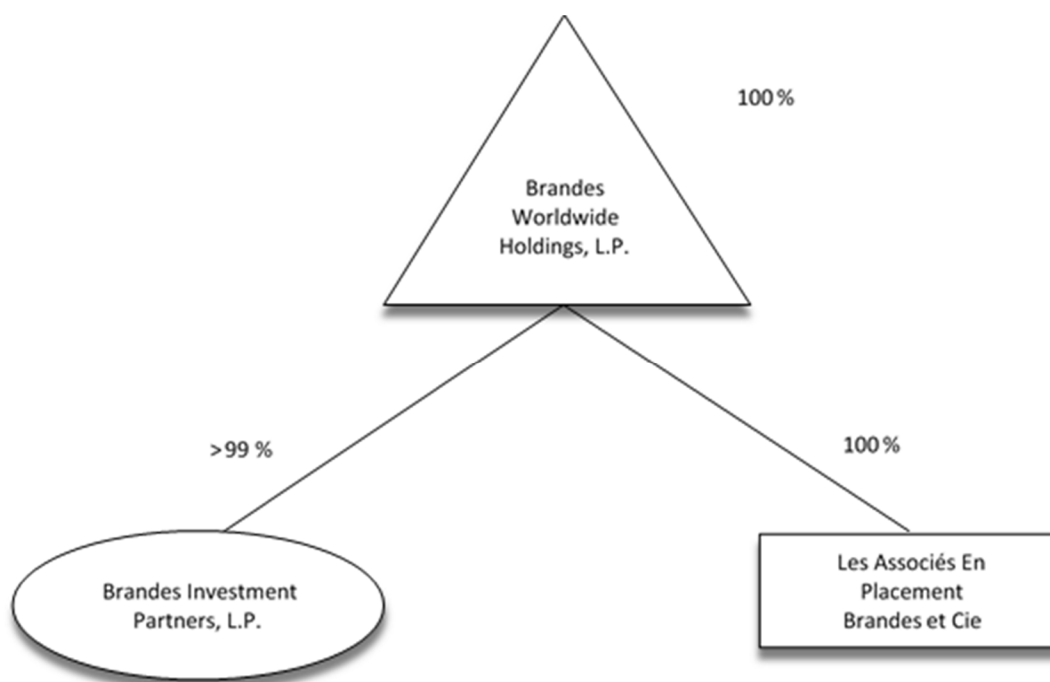 100 %
Brandes
Worldwide
Holdings, L.P.
>99 %
100 %
Brandes Investment
Partners, L.P.
Les Associés En
Placement
Brandes et Cie